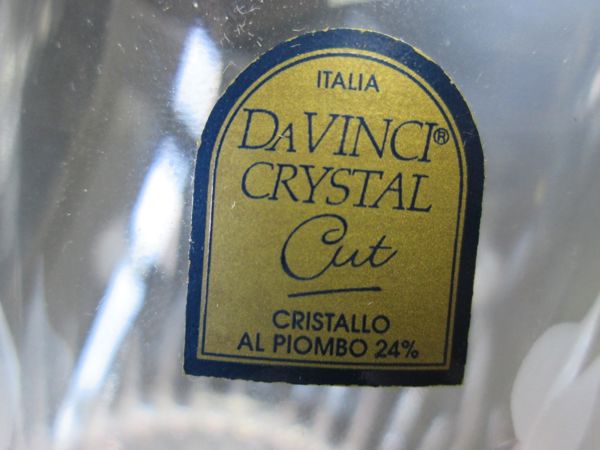 ITALIA
DAVINCI®
CRYSTAL
Cut
CRISTALLO
AL PIOMBO 24%